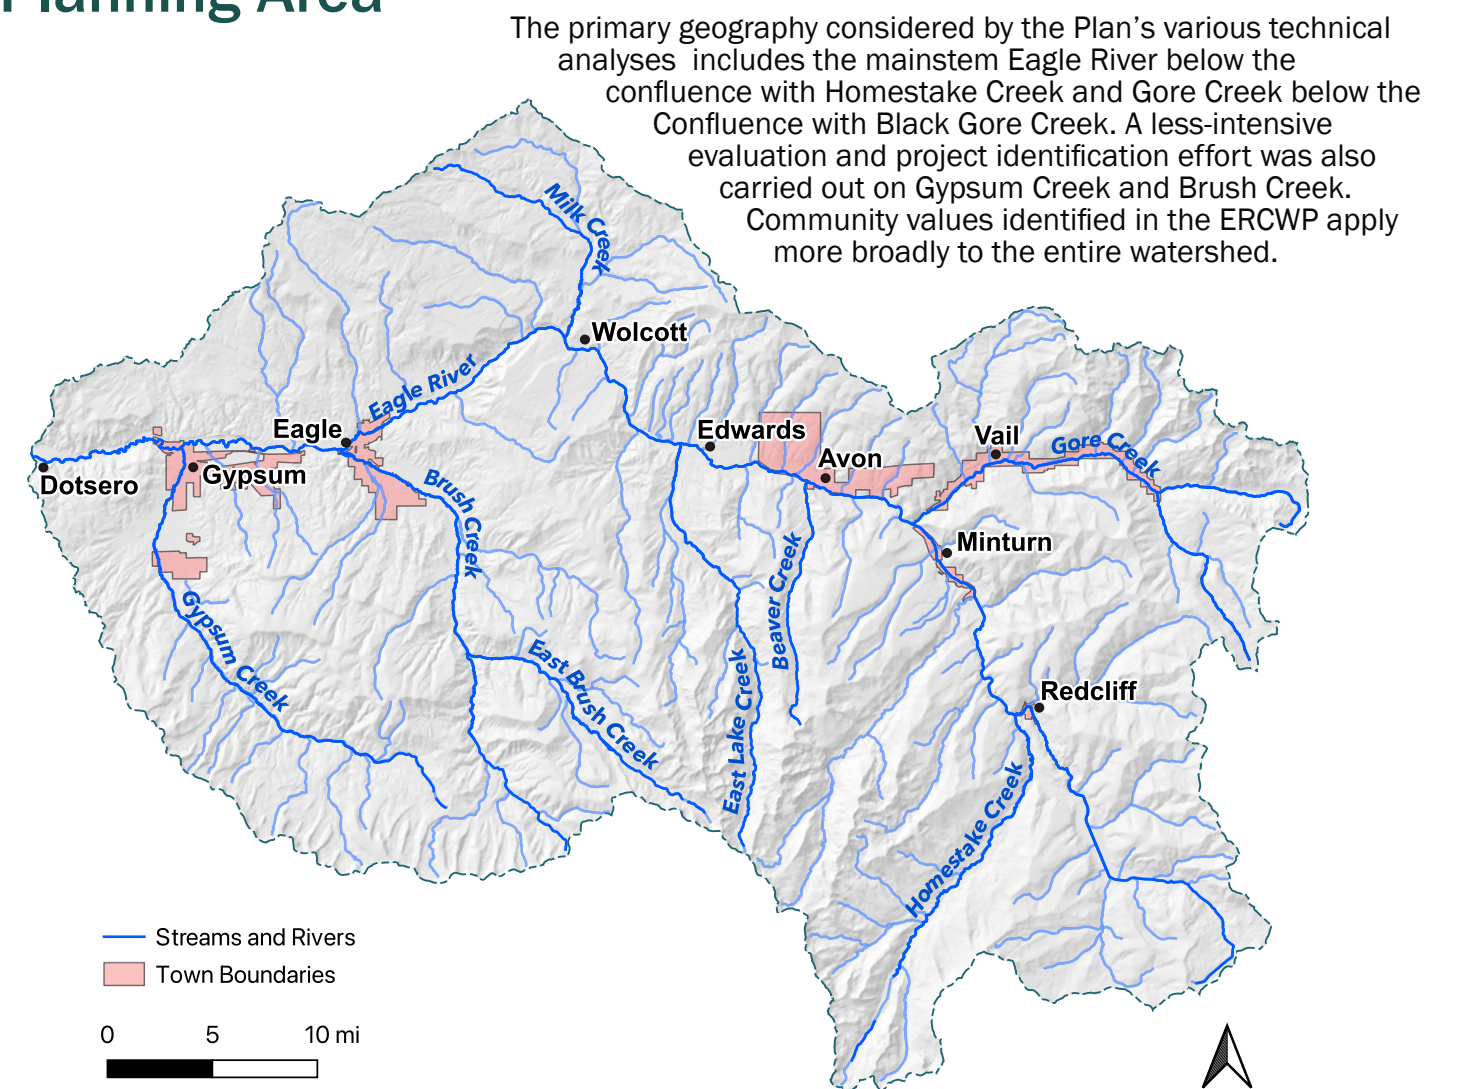 Planning Area
The primary geography considered by the Plan’s various technical
analyses includes the mainstem Eagle River below the
confluence with Homestake Creek and Gore Creek below the
Confluence with Black Gore Creek. A less-intensive
evaluation and project identification effort was also
carried out on Gypsum Creek and Brush Creek.
Community values identified in the ERCWP apply
more broadly to the entire watershed.
Milk Creek
Wolcott
Eagle River
Eagle
Edwards
Vail
Gore Creek
Avon
Dotsero
Gypsum
Brush Creek
Minturn
Beaver Creek
Gypsum Creek
East Brush Creek
East Lake Creek
Redcliff
Homestake Creek
Streams and Rivers
Town Boundaries
0 5 10 mi